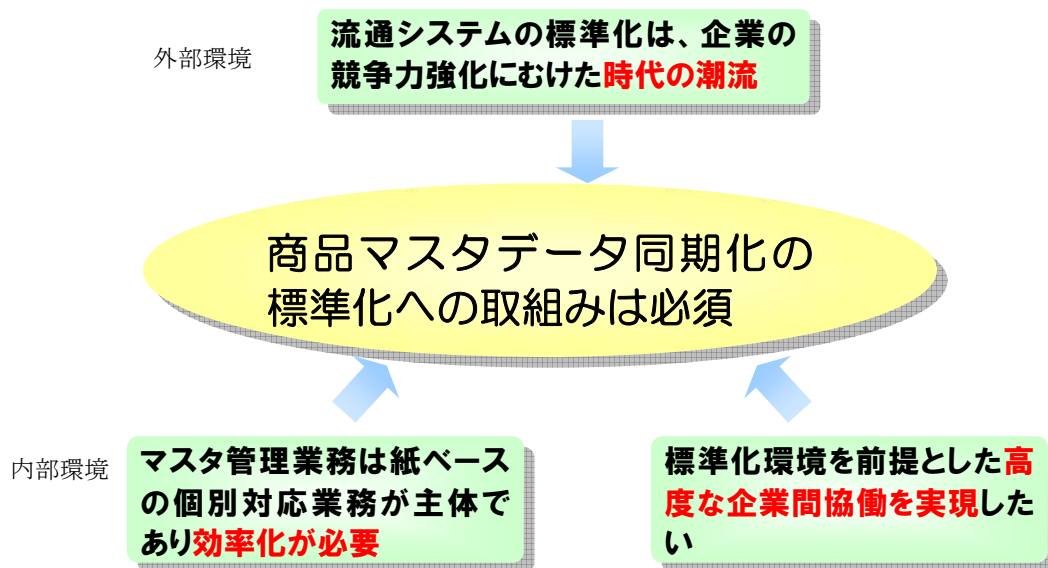 外部環境
流通システムの標準化は、企業の
競争力強化にむけた時代の潮流
商品マスタデータ同期化の
標準化への取組みは必須
内部環境
マスタ管理業務は紙ベース
の個別対応業務が主体で
あり効率化が必要
標準化環境を前提とした高
度な企業間協働を実現した
い